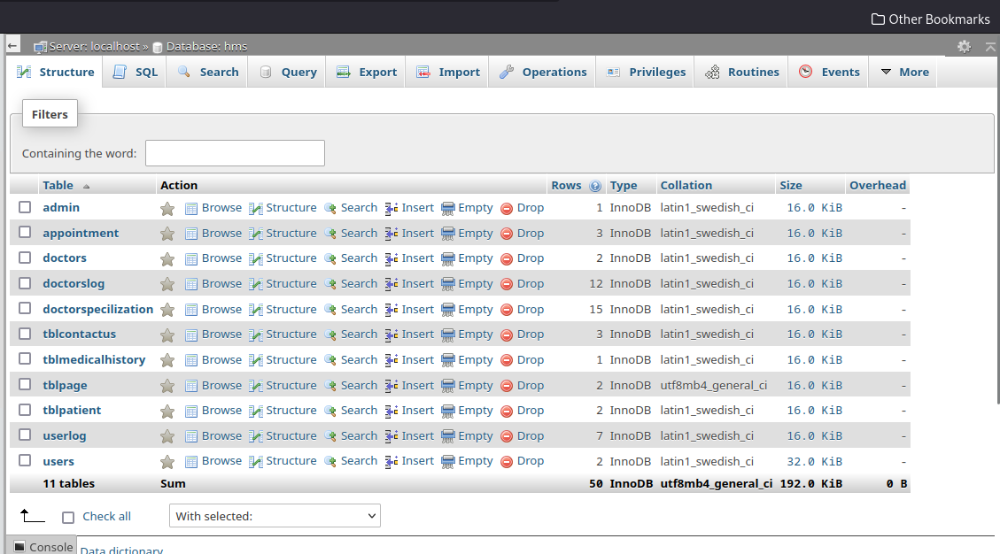 Other Bookmarks
Server: localhost » Database: hms
Structure SQL Search Query Export Import Operations Privileges Routines Events More
Filters
Containing the word:
Table Action Rows Type Collation Size Overhead
admin Browse Structure Search Insert Empty Drop 1 InnoDB latin1_swedish_ci 16.0 KiB -
appointment Browse Structure Search Insert Empty Drop 3 InnoDB latin1_swedish_ci 16.0 KiB -
doctors Browse Structure Search Insert Empty Drop 2 InnoDB latin1_swedish_ci 16.0 KiB -
doctorslog Browse Structure Search Insert Empty Drop 12 InnoDB latin1_swedish_ci 16.0 KiB -
doctorspecilization Browse Structure Search Insert Empty Drop 15 InnoDB latin1_swedish_ci 16.0 KiB -
tblcontactus Browse Structure Search Insert Empty Drop 3 InnoDB latin1_swedish_ci 16.0 KiB -
tblmedicalhistory Browse Structure Search Insert Empty Drop 1 InnoDB latin1_swedish_ci 16.0 KiB -
tblpage Browse Structure Search Insert Empty Drop 2 InnoDB utf8mb4_general_ci 16.0 KiB -
tblpatient Browse Structure Search Insert Empty Drop 2 InnoDB latin1_swedish_ci 16.0 KiB -
userlog Browse Structure Search Insert Empty Drop 7 InnoDB latin1_swedish_ci 16.0 KiB -
users Browse Structure Search Insert Empty Drop 2 InnoDB latin1_swedish_ci 32.0 KiB -
11 tables Sum 50 InnoDB utf8mb4_general_ci 192.0 KiB 0 B
Check all With selected:
Console Data dictionary